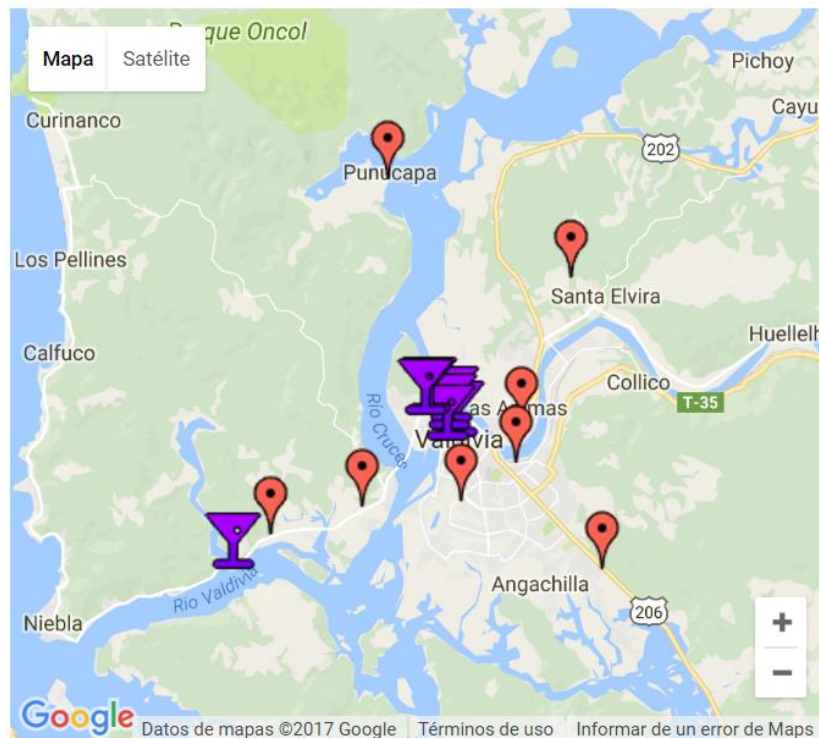 Parque Oncol
Mapa Satélite
Pichoy
Cayu
Curinanco
202
Punucapa
Los Pellines
Santa Elvira
Huellelh
Calfuco
Collico
T-35
Río Cruces
Valdivia
Angachilla
Río Valdivia
206
Niebla
+
−
Google
Datos de mapas ©2017 Google Términos de uso Informar de un error de Maps